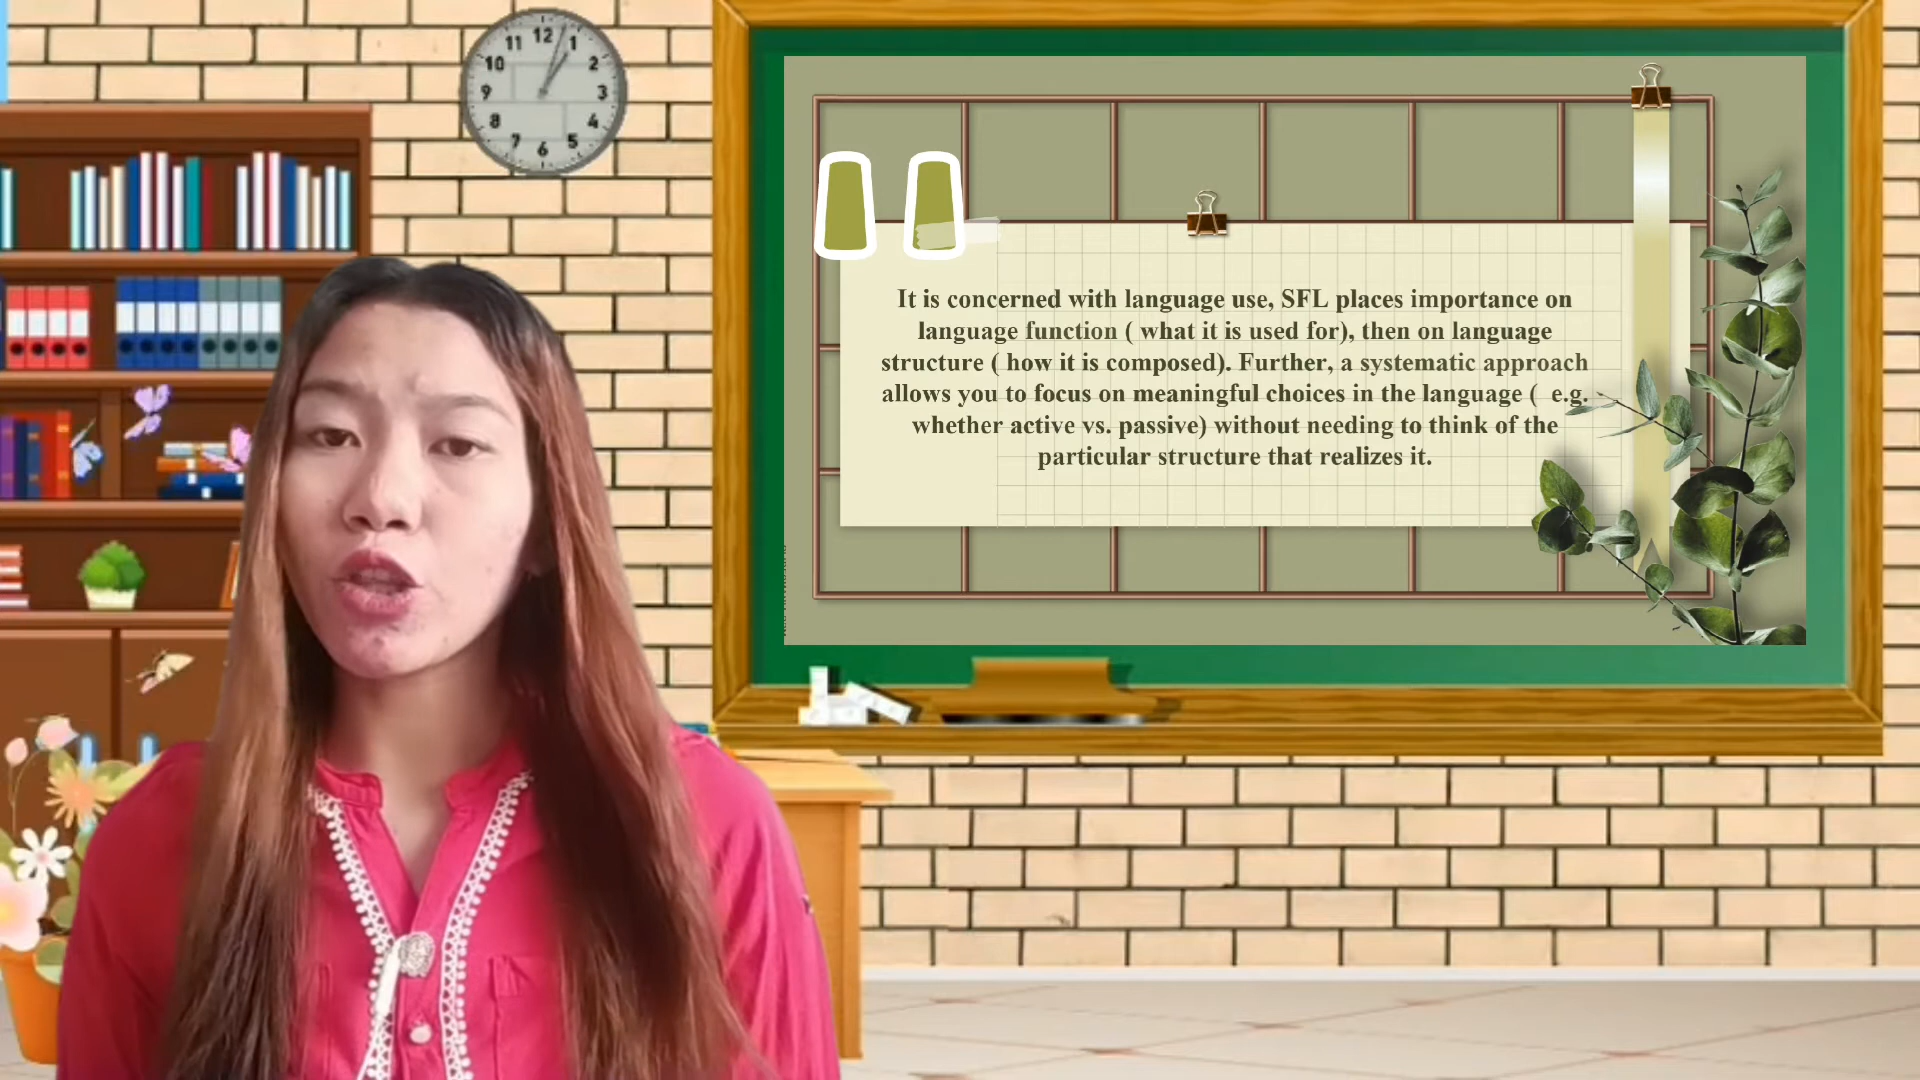 12
11 1
10 2
9 3
8 4
7 5
6
It is concerned with language use, SFL places importance on
language function ( what it is used for), then on language
structure ( how it is composed). Further, a systematic approach
allows you to focus on meaningful choices in the language (  e.g.
whether active vs. passive) without needing to think of the
particular structure that realizes it.